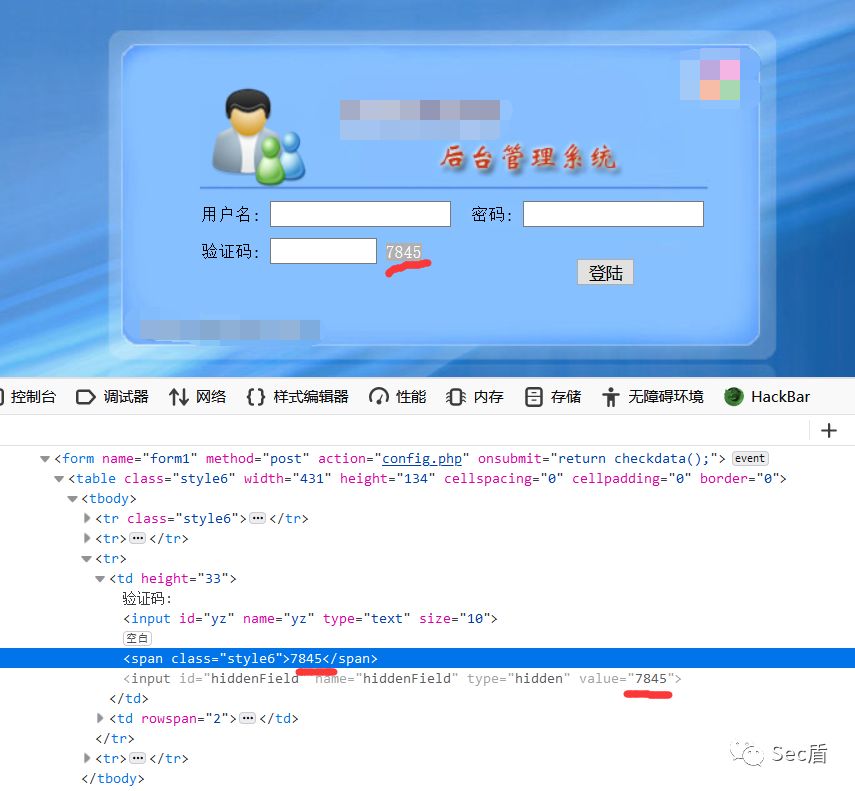 后台管理系统
用户名: 密码:
验证码: 7845
登陆
控制台 调试器 网络 样式编辑器 性能 内存 存储 无障碍环境 HackBar
+
<form name="form1" method="post" action="config.php" onsubmit="return checkdata();"> event
<table class="style6" width="431" height="134" cellspacing="0" cellpadding="0" border="0">
<tbody>
<tr class="style6">···</tr>
<tr>···</tr>
<tr>
<td height="33">
验证码:
<input id="yz" name="yz" type="text" size="10">
空白
<span class="style6">7845</span>
<input id="hiddenField" name="hiddenField" type="hidden" value="7845">
</td>
<td rowspan="2">···</td>
</tr>
<tr>···</tr>
</tbody>
Sec盾